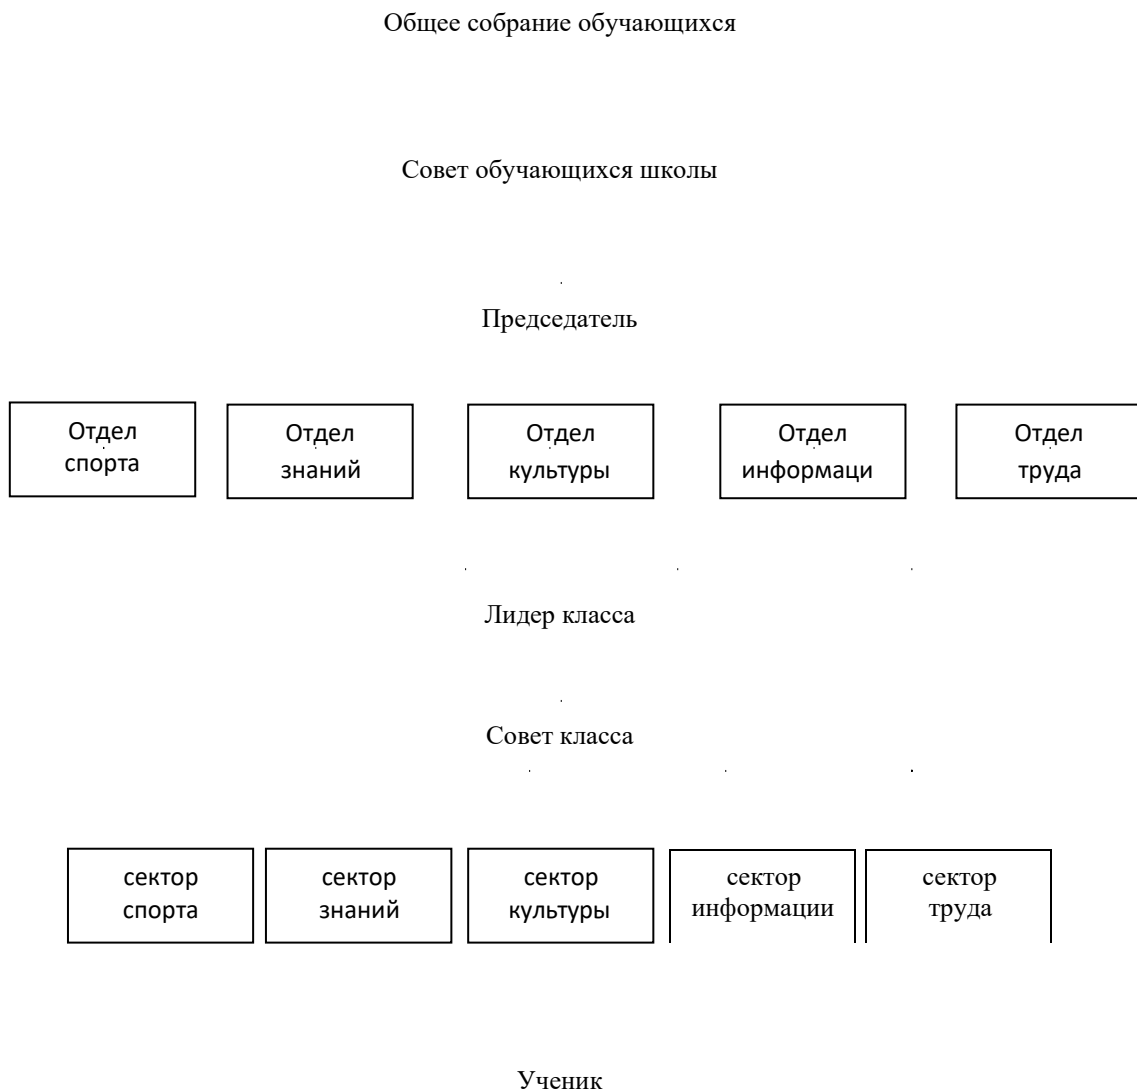 Общее собрание обучающихся
Совет обучающихся школы
Председатель
Отдел
спорта
Отдел
знаний
Отдел
культуры
Отдел
информаци
Отдел
труда
Лидер класса
Совет класса
сектор
спорта
сектор
знаний
сектор
культуры
сектор
информации
сектор
труда
Ученик